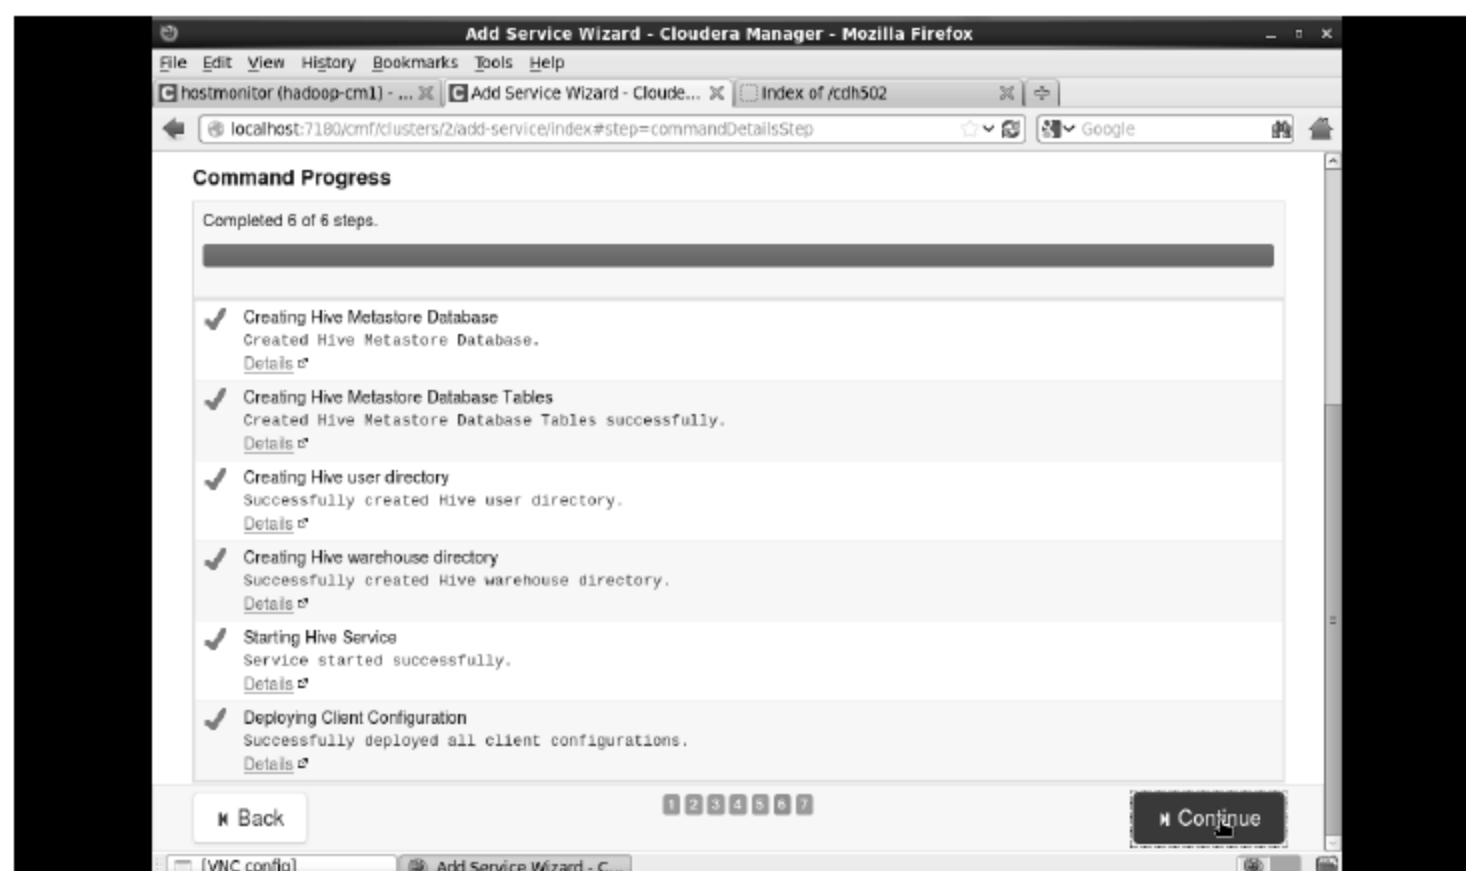 Add Service Wizard - Cloudera Manager - Mozilla Firefox
File Edit View History Bookmarks Tools Help
hostmonitor (hadoop-cm1) - ... Add Service Wizard - Cloude... Index of /cdh502
localhost:7180/cmf/clusters/2/add-service/index#step=commandDetailsStep Google
Command Progress
Completed 6 of 6 steps.
Creating Hive Metastore Database
Created Hive Metastore Database.
Details
Creating Hive Metastore Database Tables
Created Hive Metastore Database Tables successfully.
Details
Creating Hive user directory
Successfully created Hive user directory.
Details
Creating Hive warehouse directory
Successfully created Hive warehouse directory.
Details
Starting Hive Service
Service started successfully.
Details
Deploying Client Configuration
Successfully deployed all client configurations.
Details
Back 1 2 3 4 5 6 7 Continue
[VNC config] Add Service Wizard - C...